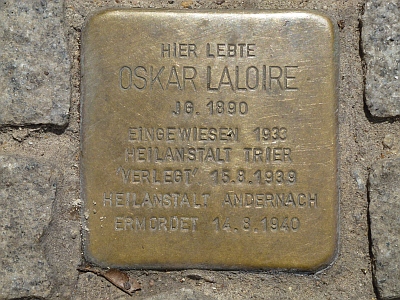 HIER LEBTE
OSKAR LALOIRE
JG. 1890
EINGEWIESEN 1933
HEILANSTALT TRIER
'VERLEGT' 15.8.1939
HEILANSTALT ANDERNACH
ERMORDET 14.8.1940